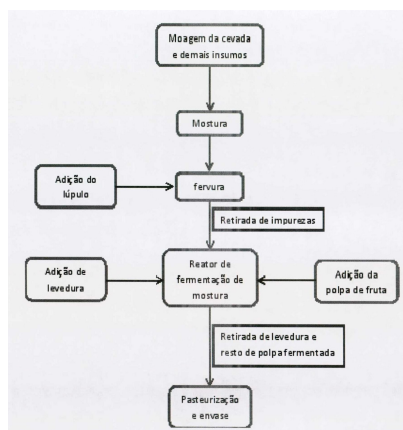 Moagem da cevada
e demais insumos
Mostura
Adição do
lúpulo
fervura
Retirada de impurezas
Adição de
levedura
Reator de
fermentação de
mostura
Adição da
polpa de fruta
Retirada de levedura e
resto de polpa fermentada
Pasteurização
e envase